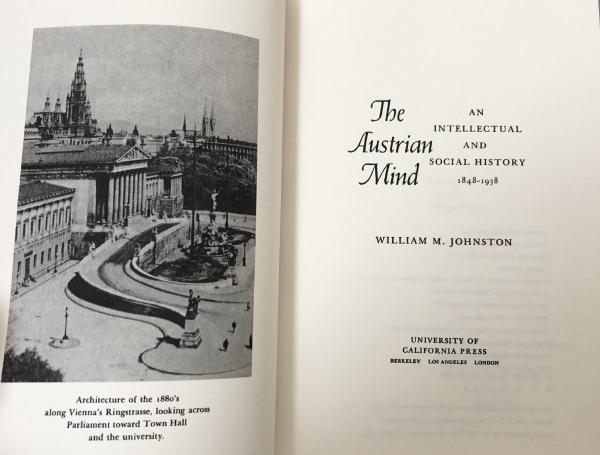 Architecture of the 1880's
along Vienna's Ringstrasse, looking across
Parliament toward Town Hall
and the university.
The
Austrian
Mind
AN
INTELLECTUAL
AND
SOCIAL HISTORY
1848-1938
WILLIAM M. JOHNSTON
UNIVERSITY OF
CALIFORNIA PRESS
BERKELEY LOS ANGELES LONDON